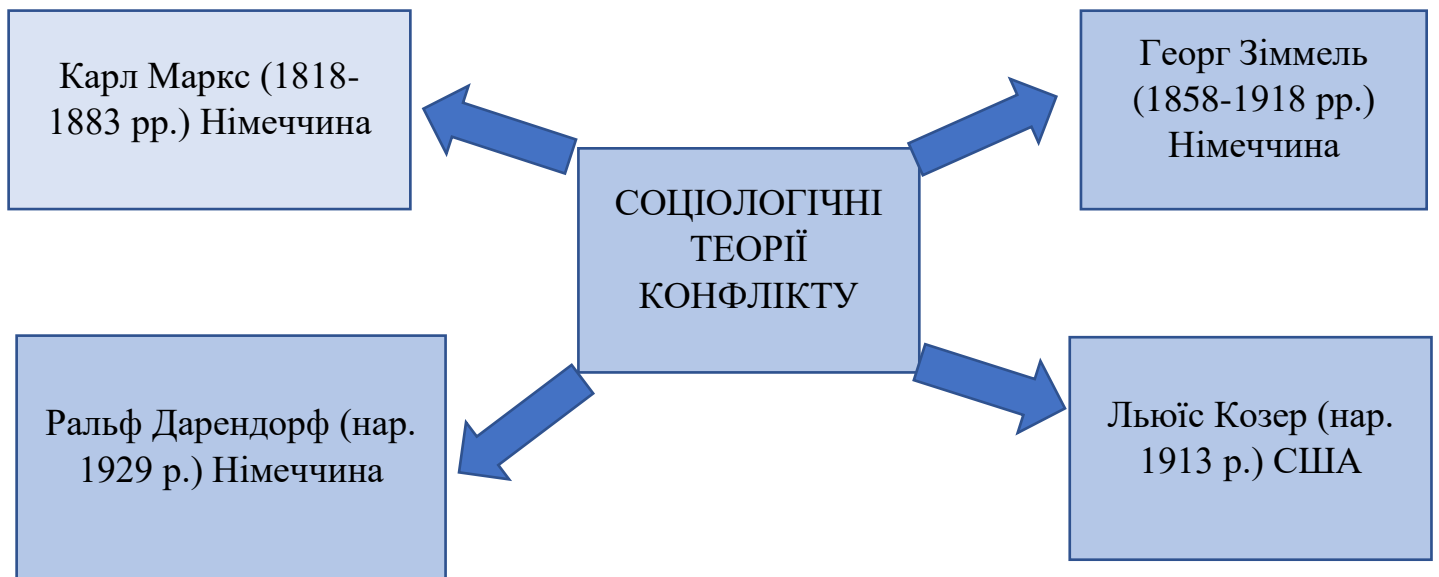 Карл Маркс (1818-
1883 рр.) Німеччина
Георг Зіммель
(1858-1918 рр.)
Німеччина
СОЦІОЛОГІЧНІ
ТЕОРІЇ
КОНФЛІКТУ
Ральф Дарендорф (нар.
1929 р.) Німеччина
Льюїс Козер (нар.
1913 р.) США